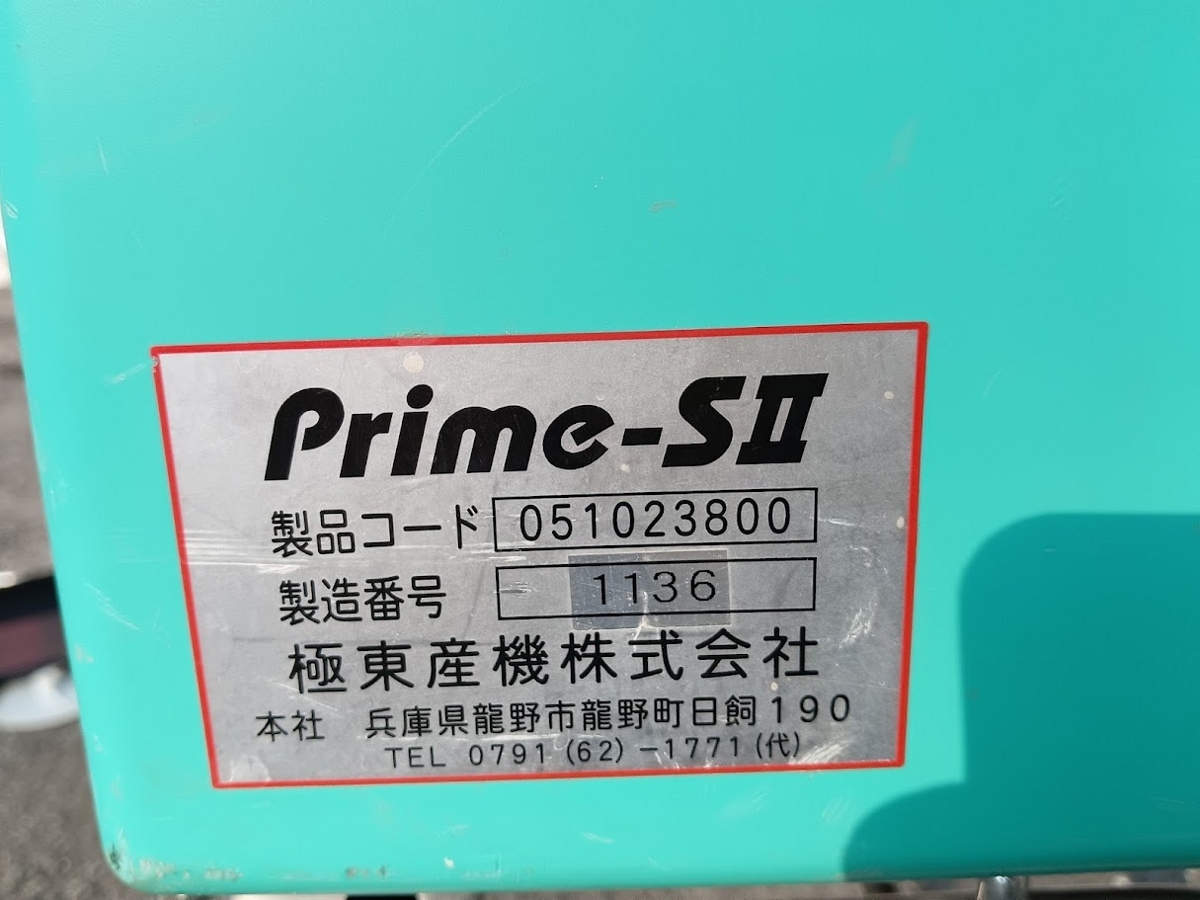 Prime-SII
製品コード 051023800
製造番号 1136
極東産機株式会社
本社 兵庫県龍野市龍野町日飼190
TEL 0791 (62) -1771 (代)